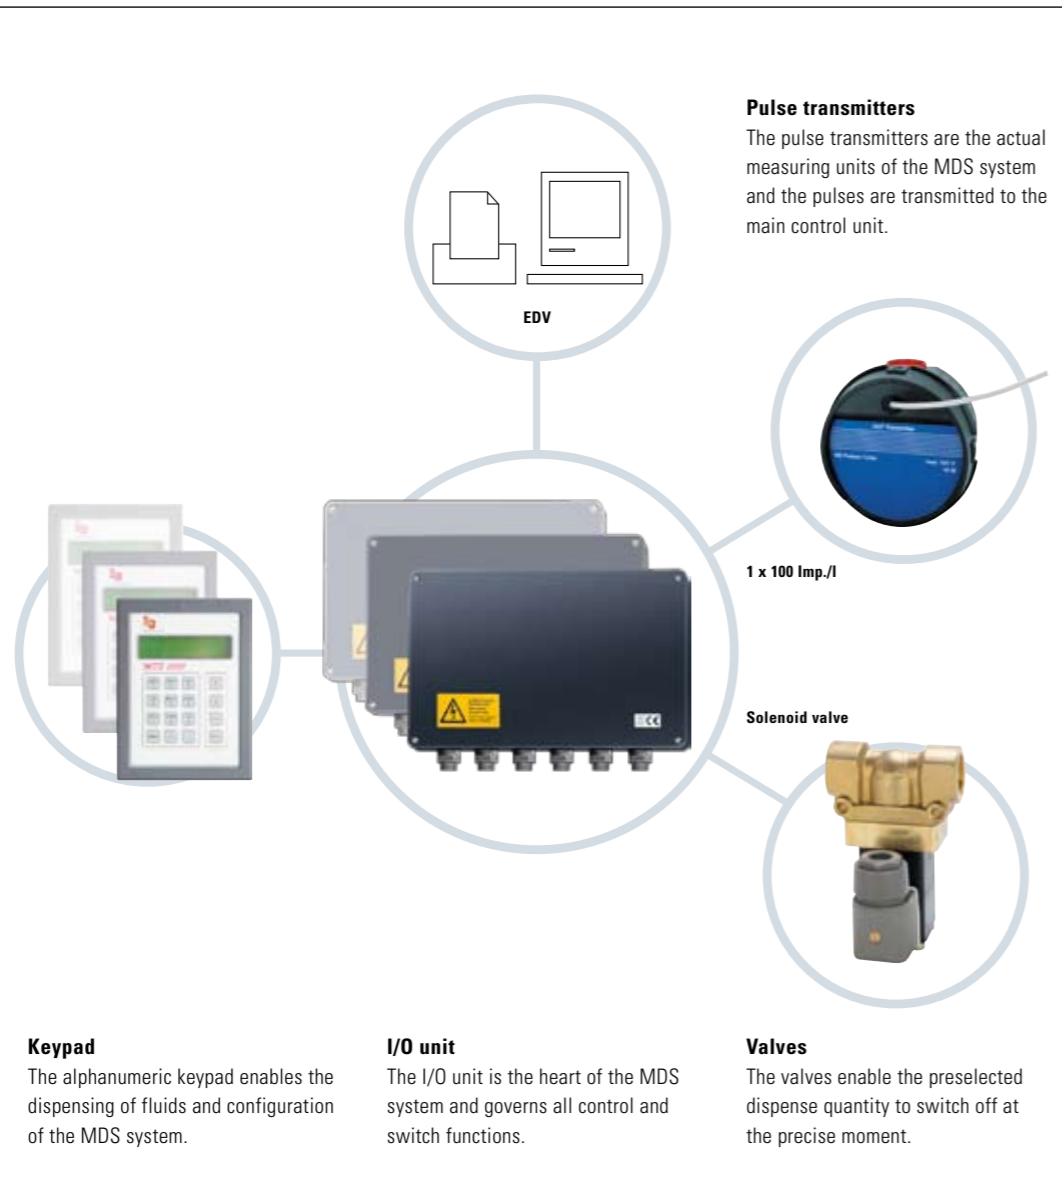 Pulse transmitters
The pulse transmitters are the actual
measuring units of the MDS system
and the pulses are transmitted to the
main control unit.
EDV
1 x 100 Imp./l
Solenoid valve
Keypad
The alphanumeric keypad enables the
dispensing of fluids and configuration
of the MDS system.
I/O unit
The I/O unit is the heart of the MDS
system and governs all control and
switch functions.
Valves
The valves enable the preselected
dispense quantity to switch off at
the precise moment.